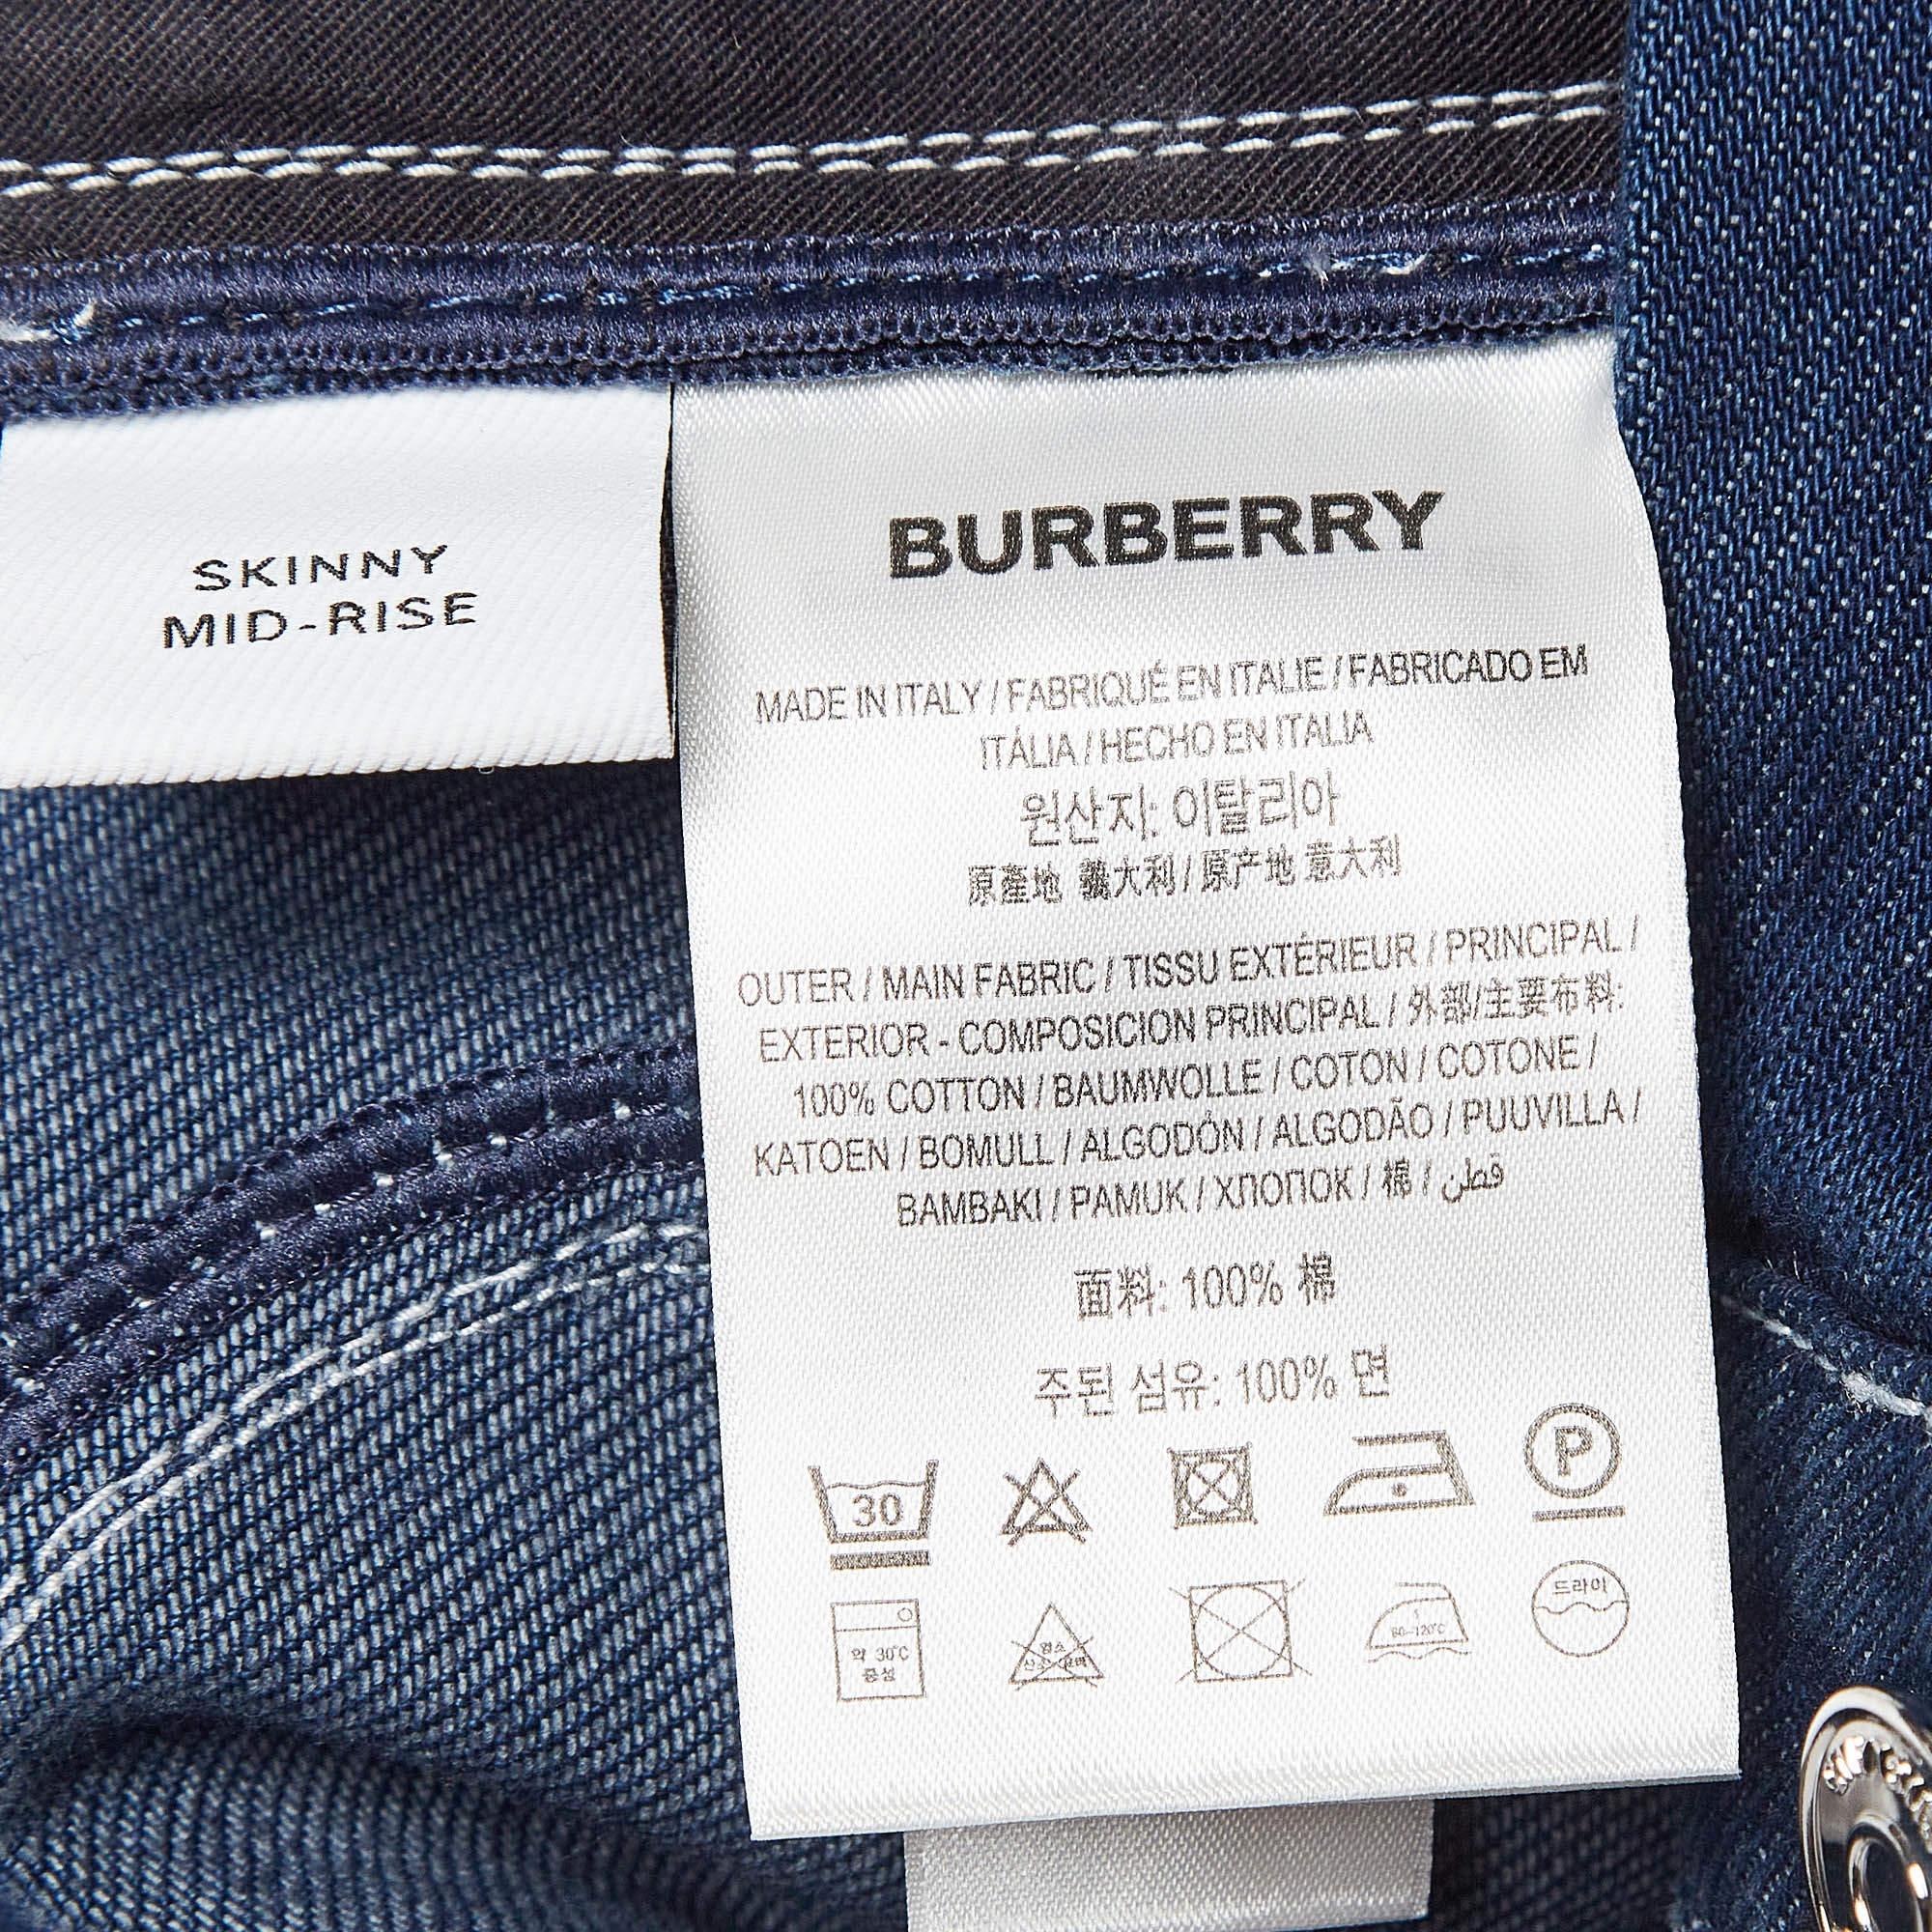 SKINNY
MID-RISE
BURBERRY
MADE IN ITALY / FABRIQUÉ EN ITALIE / FABRICADO EM
ITÁLIA / HECHO EN ITALIA
원산지: 이탈리아
原產地 義大利 / 原产地 意大利
OUTER / MAIN FABRIC / TISSU EXTÉRIEUR / PRINCIPAL /
EXTERIOR - COMPOSICION PRINCIPAL / 外部/主要布料:
100% COTTON / BAUMWOLLE / COTON / COTONE /
KATOEN / BOMULL / ALGODÓN / ALGODÃO / PUUVILLA /
BAMBAKI / PAMUK / ХЛОПОК / 棉 / قطن
面料: 100% 棉
주된 섬유: 100% 면
30
P
약 30°C
중성
염소
1
80~120°C
드라이